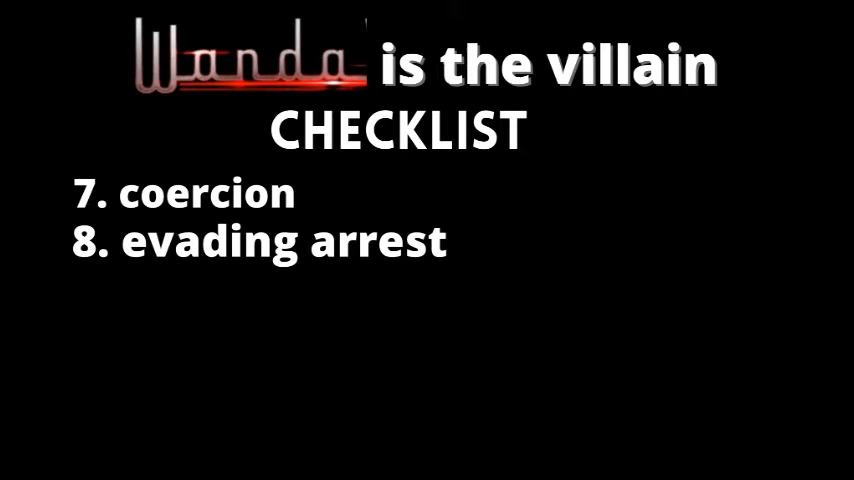 Wanda is the villain
CHECKLIST
7. coercion
8. evading arrest